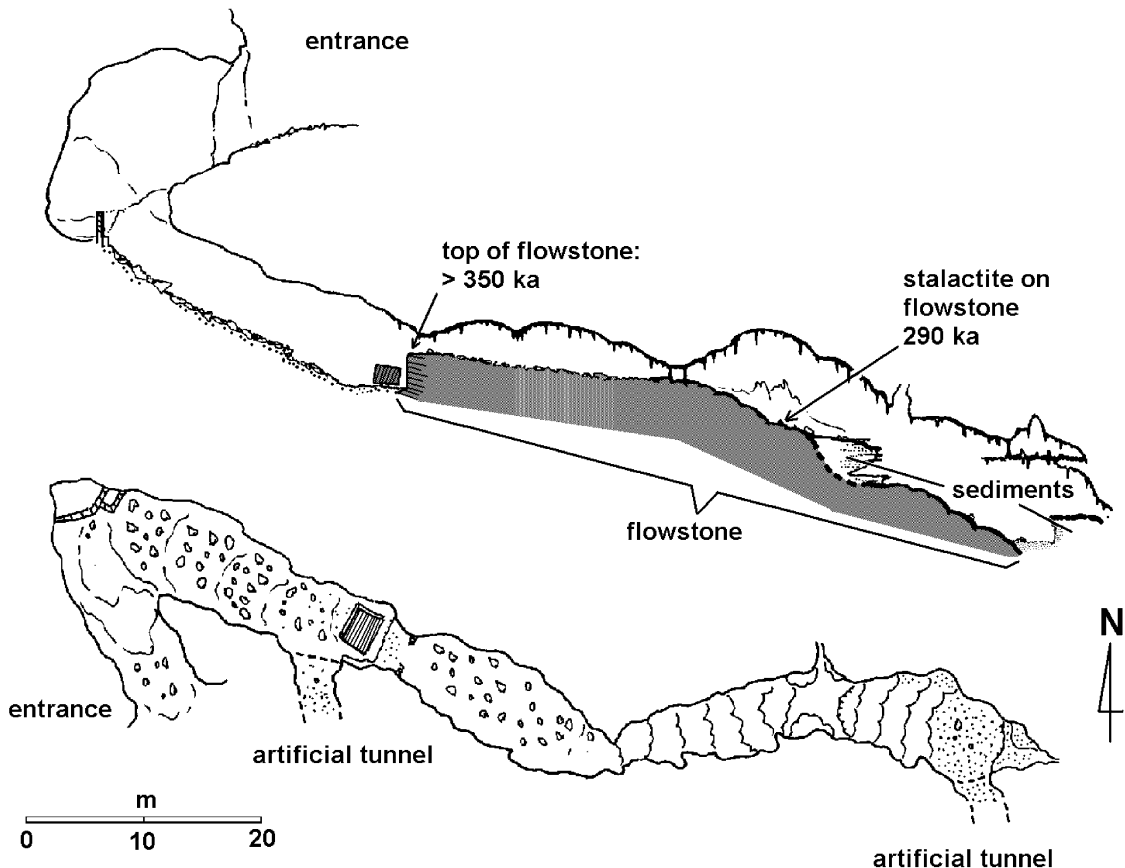 entrance
top of flowstone:
> 350 ka
stalactite on
flowstone
290 ka
sediments
flowstone
N
entrance
artificial tunnel
m
0 10 20
artificial tunnel